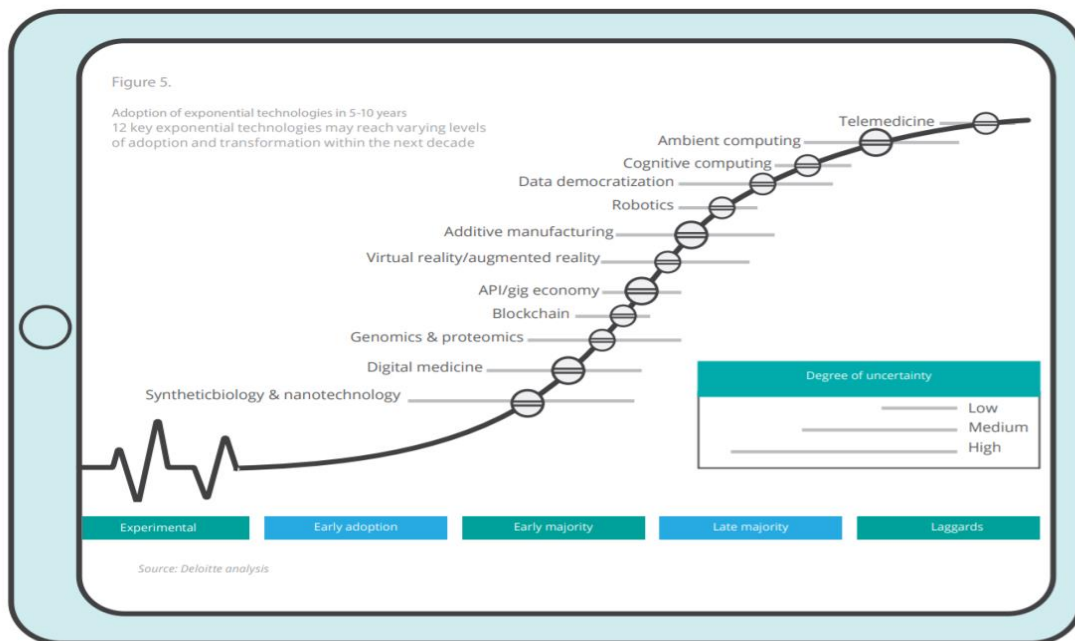 Figure 5.
Adoption of exponential technologies in 5-10 years
12 key exponential technologies may reach varying levels
of adoption and transformation within the next decade
Telemedicine
Ambient computing
Cognitive computing
Data democratization
Robotics
Additive manufacturing
Virtual reality/augmented reality
API/gig economy
Blockchain
Genomics & proteomics
Digital medicine
Syntheticbiology & nanotechnology
Degree of uncertainty
Low
Medium
High
Experimental
Early adoption
Early majority
Late majority
Laggards
Source: Deloitte analysis